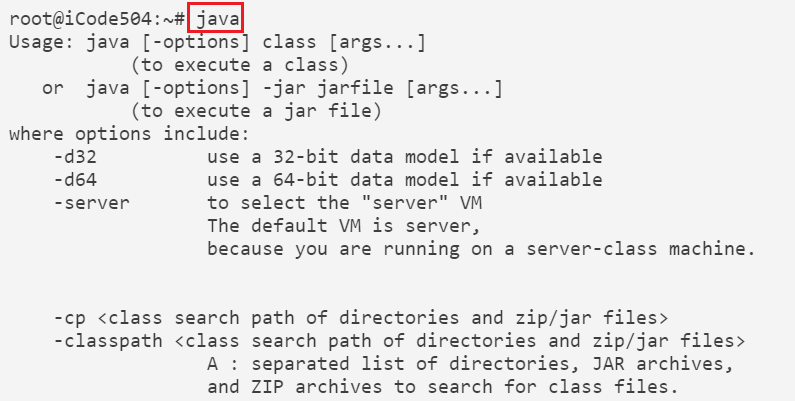 root@iCode504:~# java
Usage: java [-options] class [args...]
(to execute a class)
or java [-options] -jar jarfile [args...]
(to execute a jar file)
where options include:
-d32 use a 32-bit data model if available
-d64 use a 64-bit data model if available
-server to select the "server" VM
The default VM is server,
because you are running on a server-class machine.
-cp <class search path of directories and zip/jar files>
-classpath <class search path of directories and zip/jar files>
A : separated list of directories, JAR archives,
and ZIP archives to search for class files.